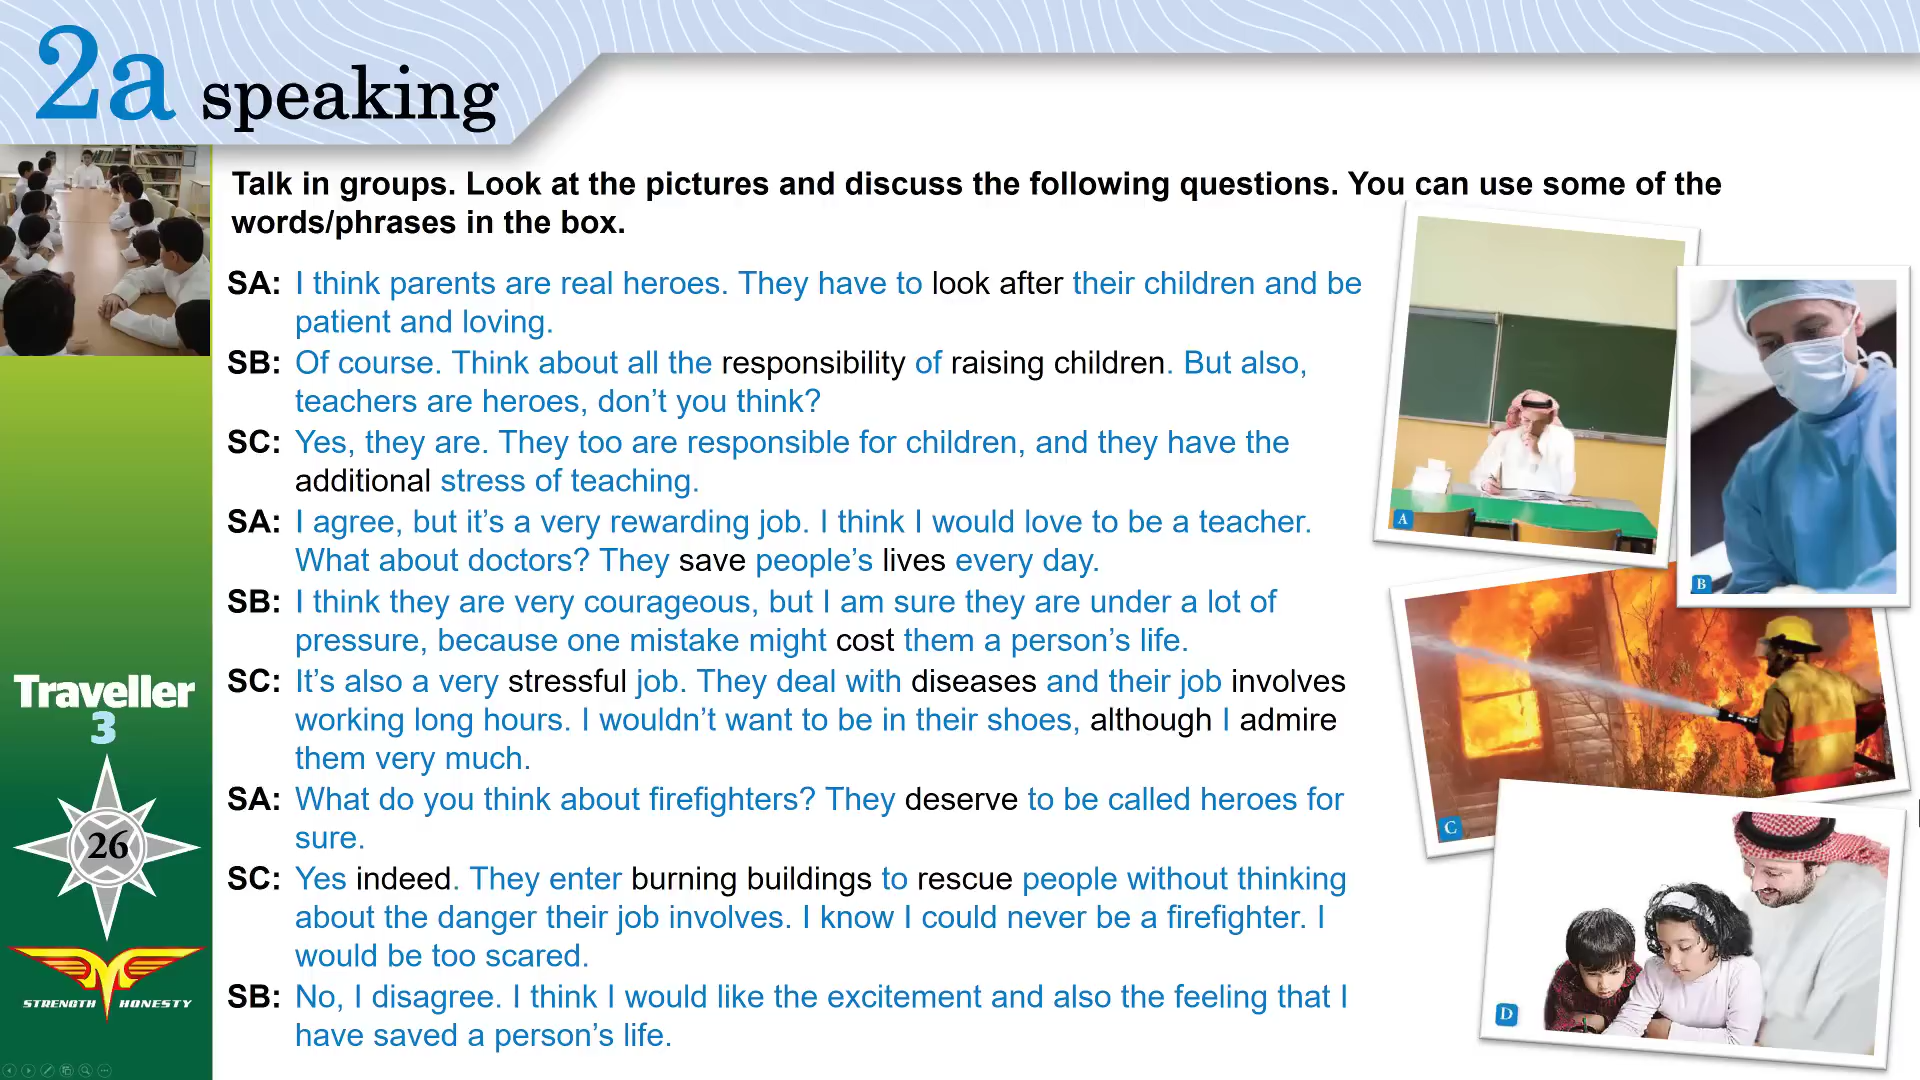 2a speaking
Talk in groups. Look at the pictures and discuss the following questions. You can use some of the
words/phrases in the box.
SA: I think parents are real heroes. They have to look after their children and be
patient and loving.
SB: Of course. Think about all the responsibility of raising children. But also,
teachers are heroes, don’t you think?
SC: Yes, they are. They too are responsible for children, and they have the
additional stress of teaching.
SA: I agree, but it’s a very rewarding job. I think I would love to be a teacher.
What about doctors? They save people’s lives every day.
SB: I think they are very courageous, but I am sure they are under a lot of
pressure, because one mistake might cost them a person’s life.
SC: It’s also a very stressful job. They deal with diseases and their job involves
working long hours. I wouldn’t want to be in their shoes, although I admire
them very much.
SA: What do you think about firefighters? They deserve to be called heroes for
sure.
SC: Yes indeed. They enter burning buildings to rescue people without thinking
about the danger their job involves. I know I could never be a firefighter. I
would be too scared.
SB: No, I disagree. I think I would like the excitement and also the feeling that I
have saved a person’s life.
A
B
C
D
Traveller
3
26
STRENGTH HONESTY